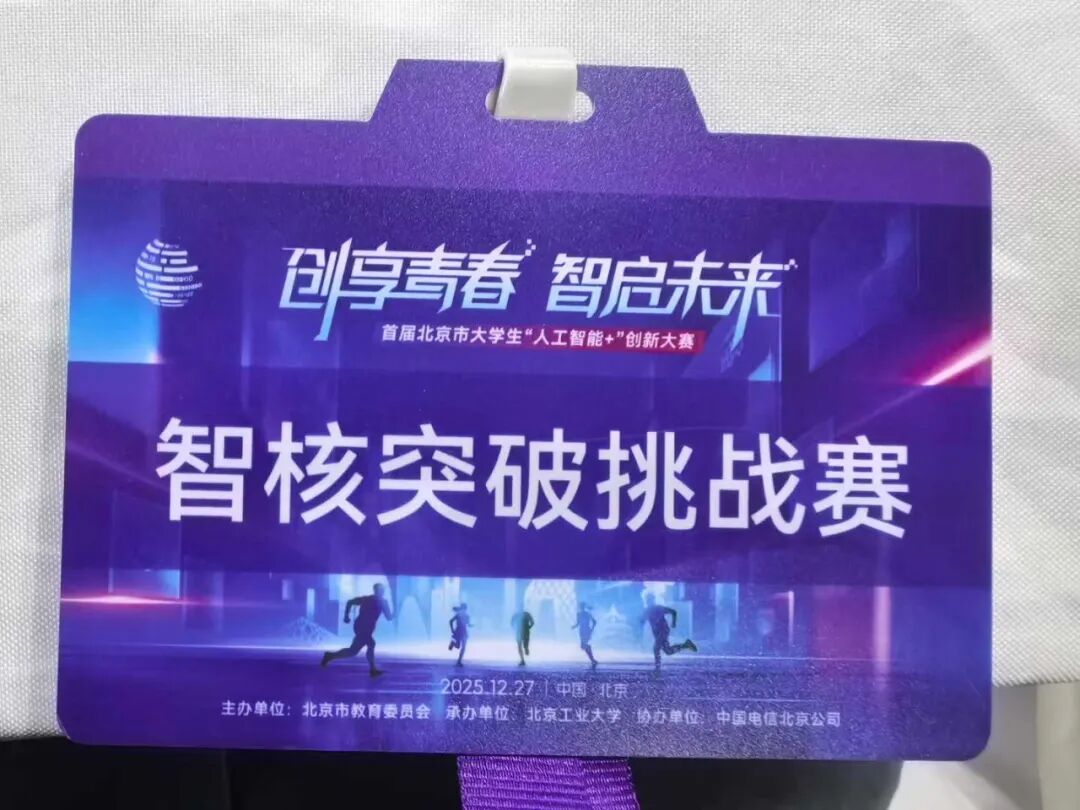 创享青春 智启未来
首届北京市大学生“人工智能+”创新大赛
智核突破挑战赛
2025.12.27 | 中国 北京
主办单位：北京市教育委员会 承办单位：北京工业大学 协办单位：中国电信北京公司